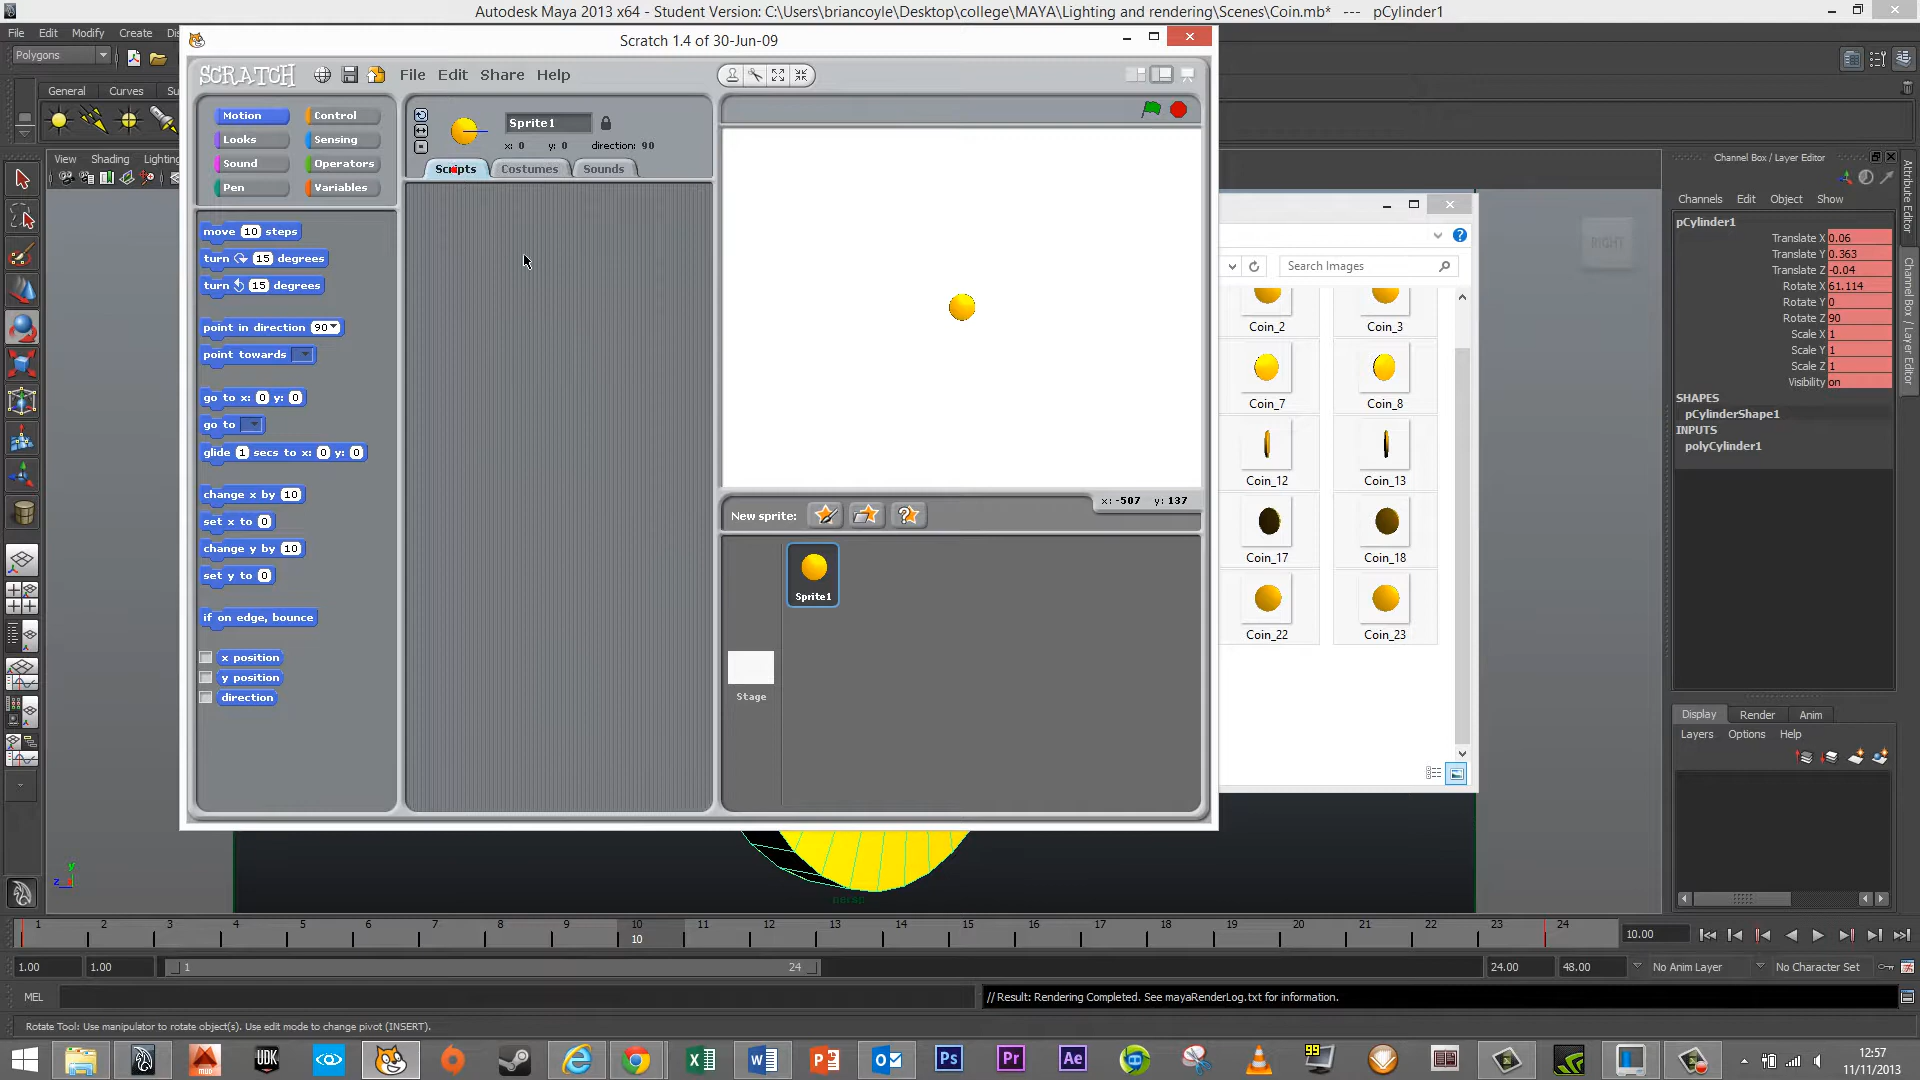 Autodesk Maya 2013 x64 - Student Version: C:\Users\briancoyle\Desktop\college\MAYA\Lighting and rendering\Scenes\Coin.mb*   ---   pCylinder1
File Edit Modify Create
Polygons
General Curves
View Shading Lighting
Scratch 1.4 of 30-Jun-09
SCRATCH File Edit Share Help
Motion Control
Looks Sensing
Sound Operators
Pen Variables
Sprite1
x: 0 y: 0 direction: 90
Scripts Costumes Sounds
move 10 steps
turn 15 degrees
turn 15 degrees
point in direction 90
point towards
go to x: 0 y: 0
go to
glide 1 secs to x: 0 y: 0
change x by 10
set x to 0
change y by 10
set y to 0
if on edge, bounce
x position
y position
direction
x: -507 y: 137
New sprite:
Sprite1
Stage
Search Images
Coin_2 Coin_3
Coin_7 Coin_8
Coin_12 Coin_13
Coin_17 Coin_18
Coin_22 Coin_23
RIGHT
Channel Box / Layer Editor
Channels Edit Object Show
pCylinder1
Translate X 0.06
Translate Y 0.363
Translate Z -0.04
Rotate X 61.114
Rotate Y 0
Rotate Z 90
Scale X 1
Scale Y 1
Scale Z 1
Visibility on
SHAPES
pCylinderShape1
INPUTS
polyCylinder1
Attribute Editor
Channel Box / Layer Editor
Display Render Anim
Layers Options Help
y
z
persp
1 2 3 4 5 6 7 8 9 10 11 12 13 14 15 16 17 18 19 20 21 22 23 24
10
10.00
1.00 1.00 1 24 24.00 48.00 No Anim Layer No Character Set
MEL // Result: Rendering Completed. See mayaRenderLog.txt for information.
Rotate Tool: Use manipulator to rotate object(s). Use edit mode to change pivot (INSERT).
UDK Ps Pr Ae 99
12:57
11/11/2013